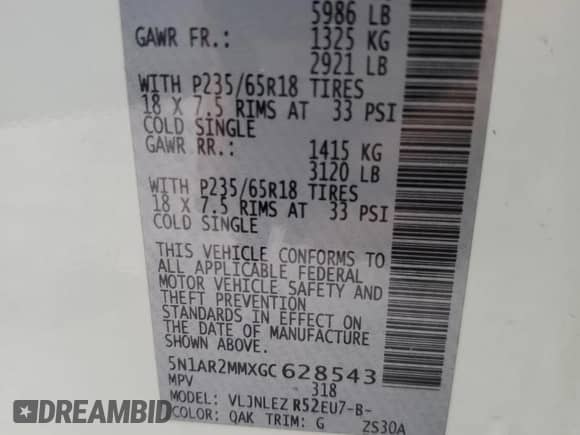 5986 LB
GAWR FR.: 1325 KG
2921 LB
WITH P235/65R18 TIRES
18 X 7.5 RIMS AT 33 PSI
COLD SINGLE
GAWR RR.: 1415 KG
3120 LB
WITH P235/65R18 TIRES
18 X 7.5 RIMS AT 33 PSI
COLD SINGLE
THIS VEHICLE CONFORMS TO
ALL APPLICABLE FEDERAL
MOTOR VEHICLE SAFETY AND
THEFT PREVENTION
STANDARDS IN EFFECT ON
THE DATE OF MANUFACTURE
SHOWN ABOVE.
5N1AR2MMXGC628543
MPV 318
MODEL: VLJNLEZ R52EU7-B-
COLOR: QAK TRIM: G ZS30A
DEALER HISTORY REPORT